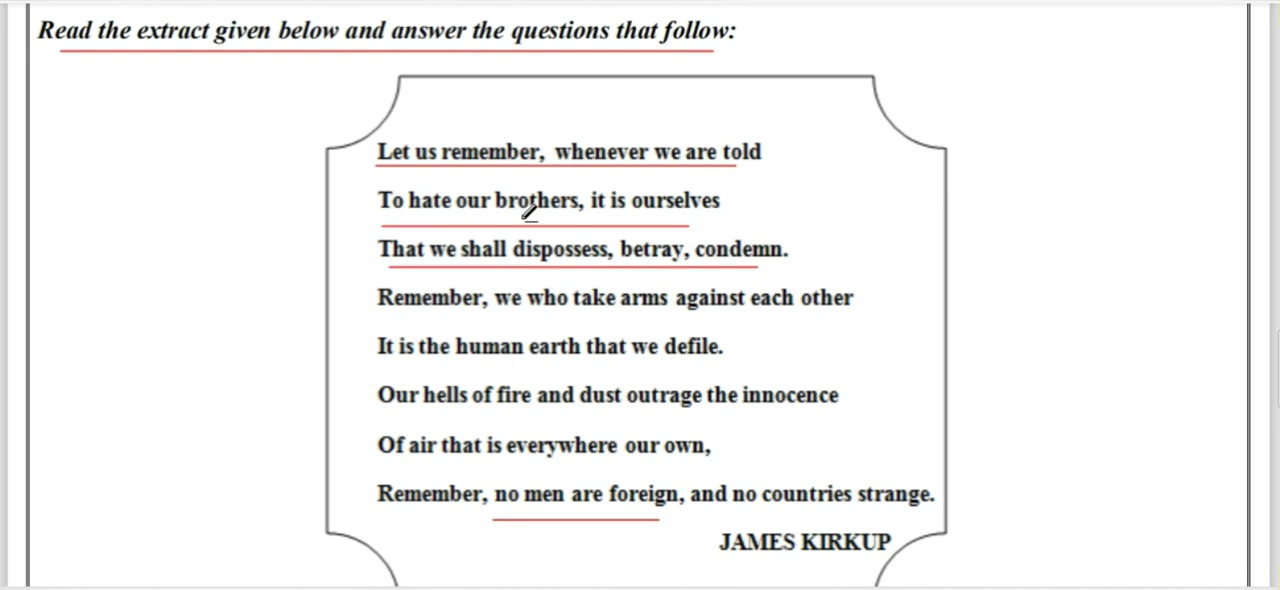 Read the extract given below and answer the questions that follow:
Let us remember, whenever we are told
To hate our brothers, it is ourselves
That we shall dispossess, betray, condemn.
Remember, we who take arms against each other
It is the human earth that we defile.
Our hells of fire and dust outrage the innocence
Of air that is everywhere our own,
Remember, no men are foreign, and no countries strange.
JAMES KIRKUP